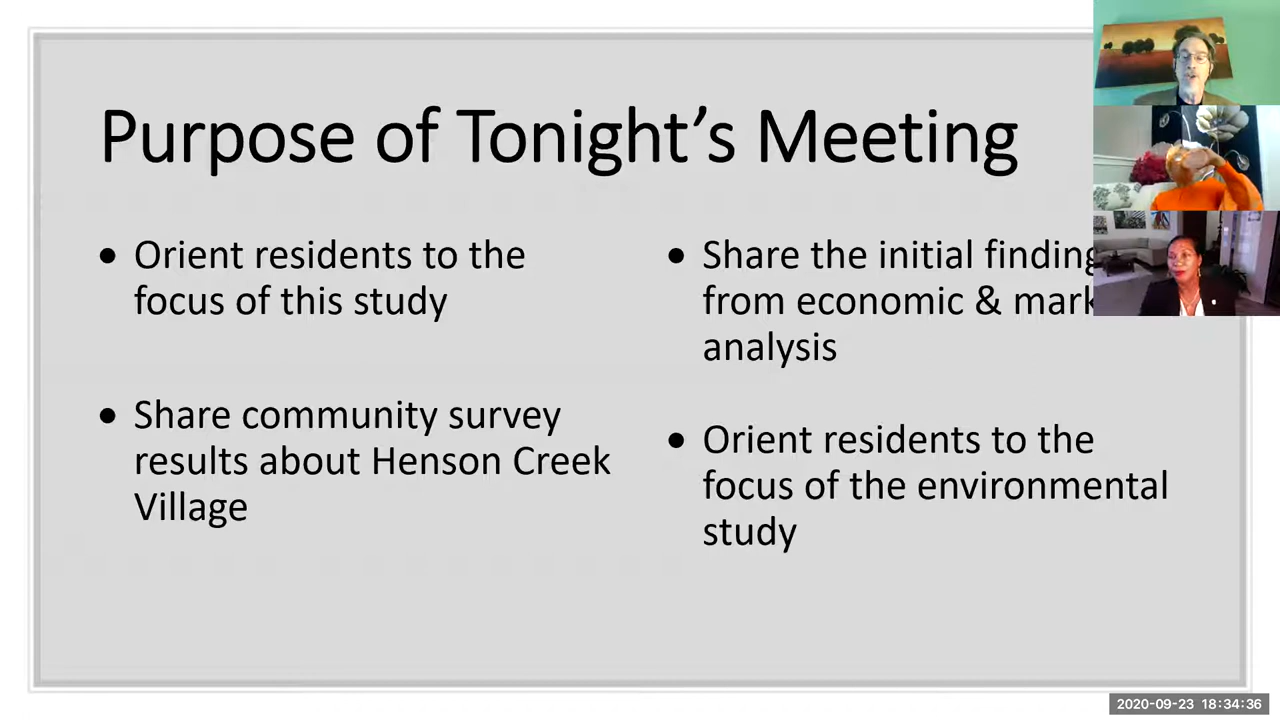 Purpose of Tonight’s Meeting
• Orient residents to the
focus of this study
• Share community survey
results about Henson Creek
Village
• Share the initial finding
from economic & mark
analysis
• Orient residents to the
focus of the environmental
study
2020-09-23 18:34:36